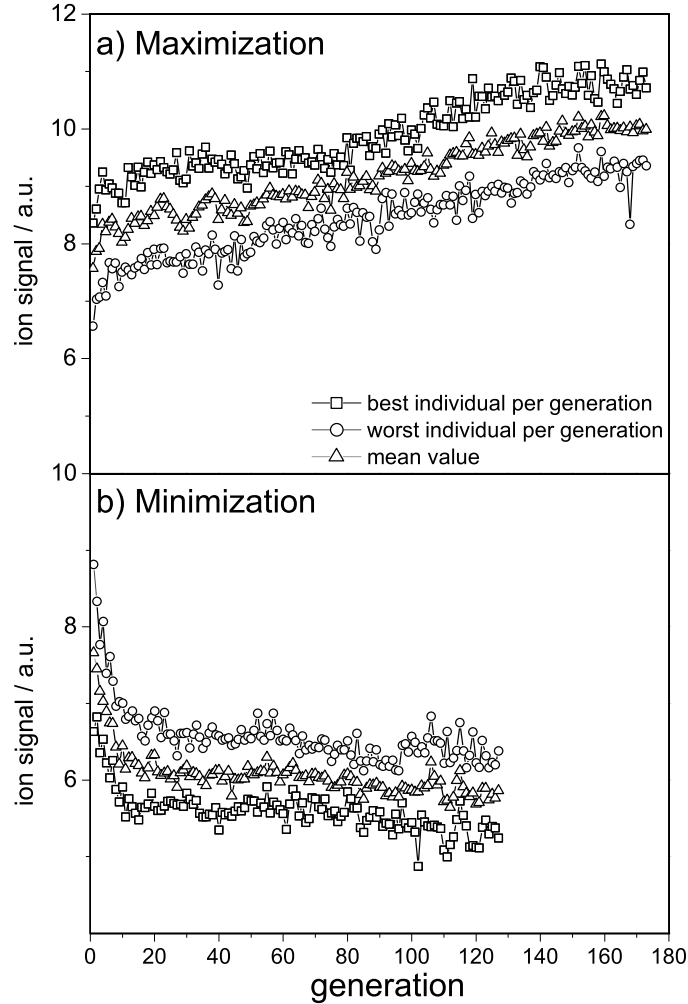 12
a) Maximization
10
8
6
ion signal / a.u.
best individual per generation
worst individual per generation
mean value
10
b) Minimization
8
6
ion signal / a.u.
0 20 40 60 80 100 120 140 160 180
generation